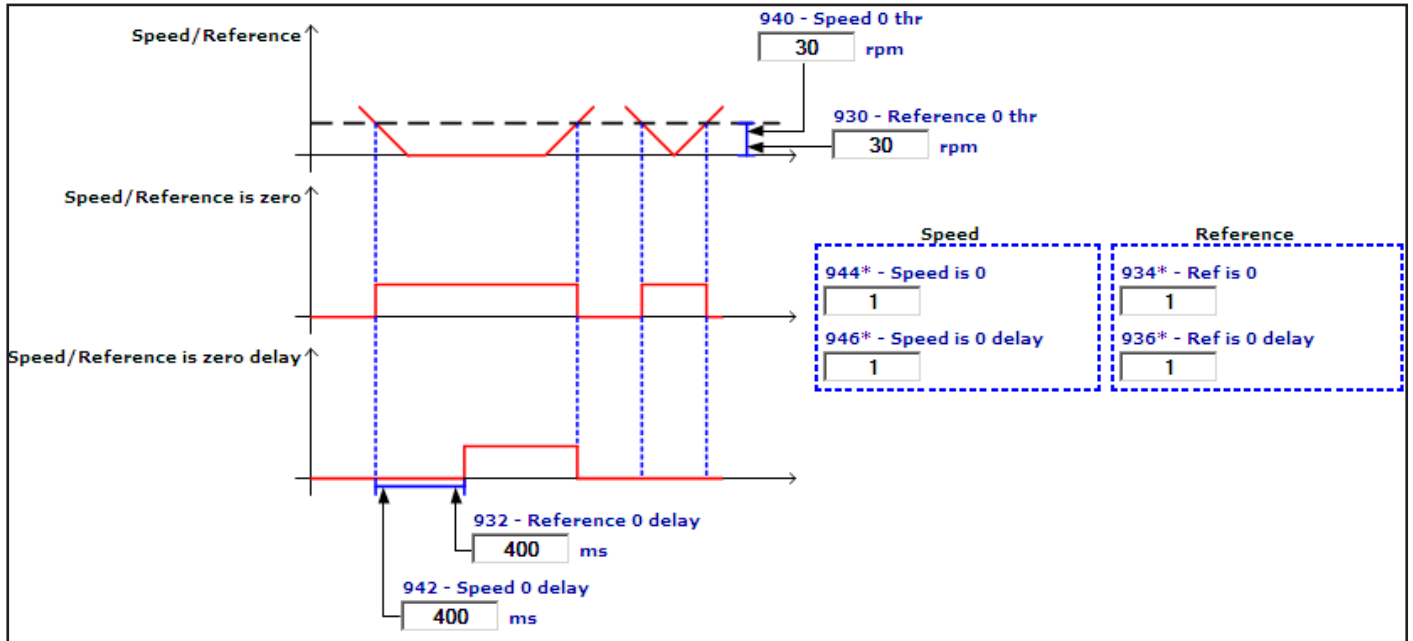 940 - Speed 0 thr
Speed/Reference
30 rpm
930 - Reference 0 thr
30 rpm
Speed/Reference is zero
Speed Reference
944* - Speed is 0 934* - Ref is 0
1 1
946* - Speed is 0 delay 936* - Ref is 0 delay
Speed/Reference is zero delay
1 1
932 - Reference 0 delay
400 ms
942 - Speed 0 delay
400 ms